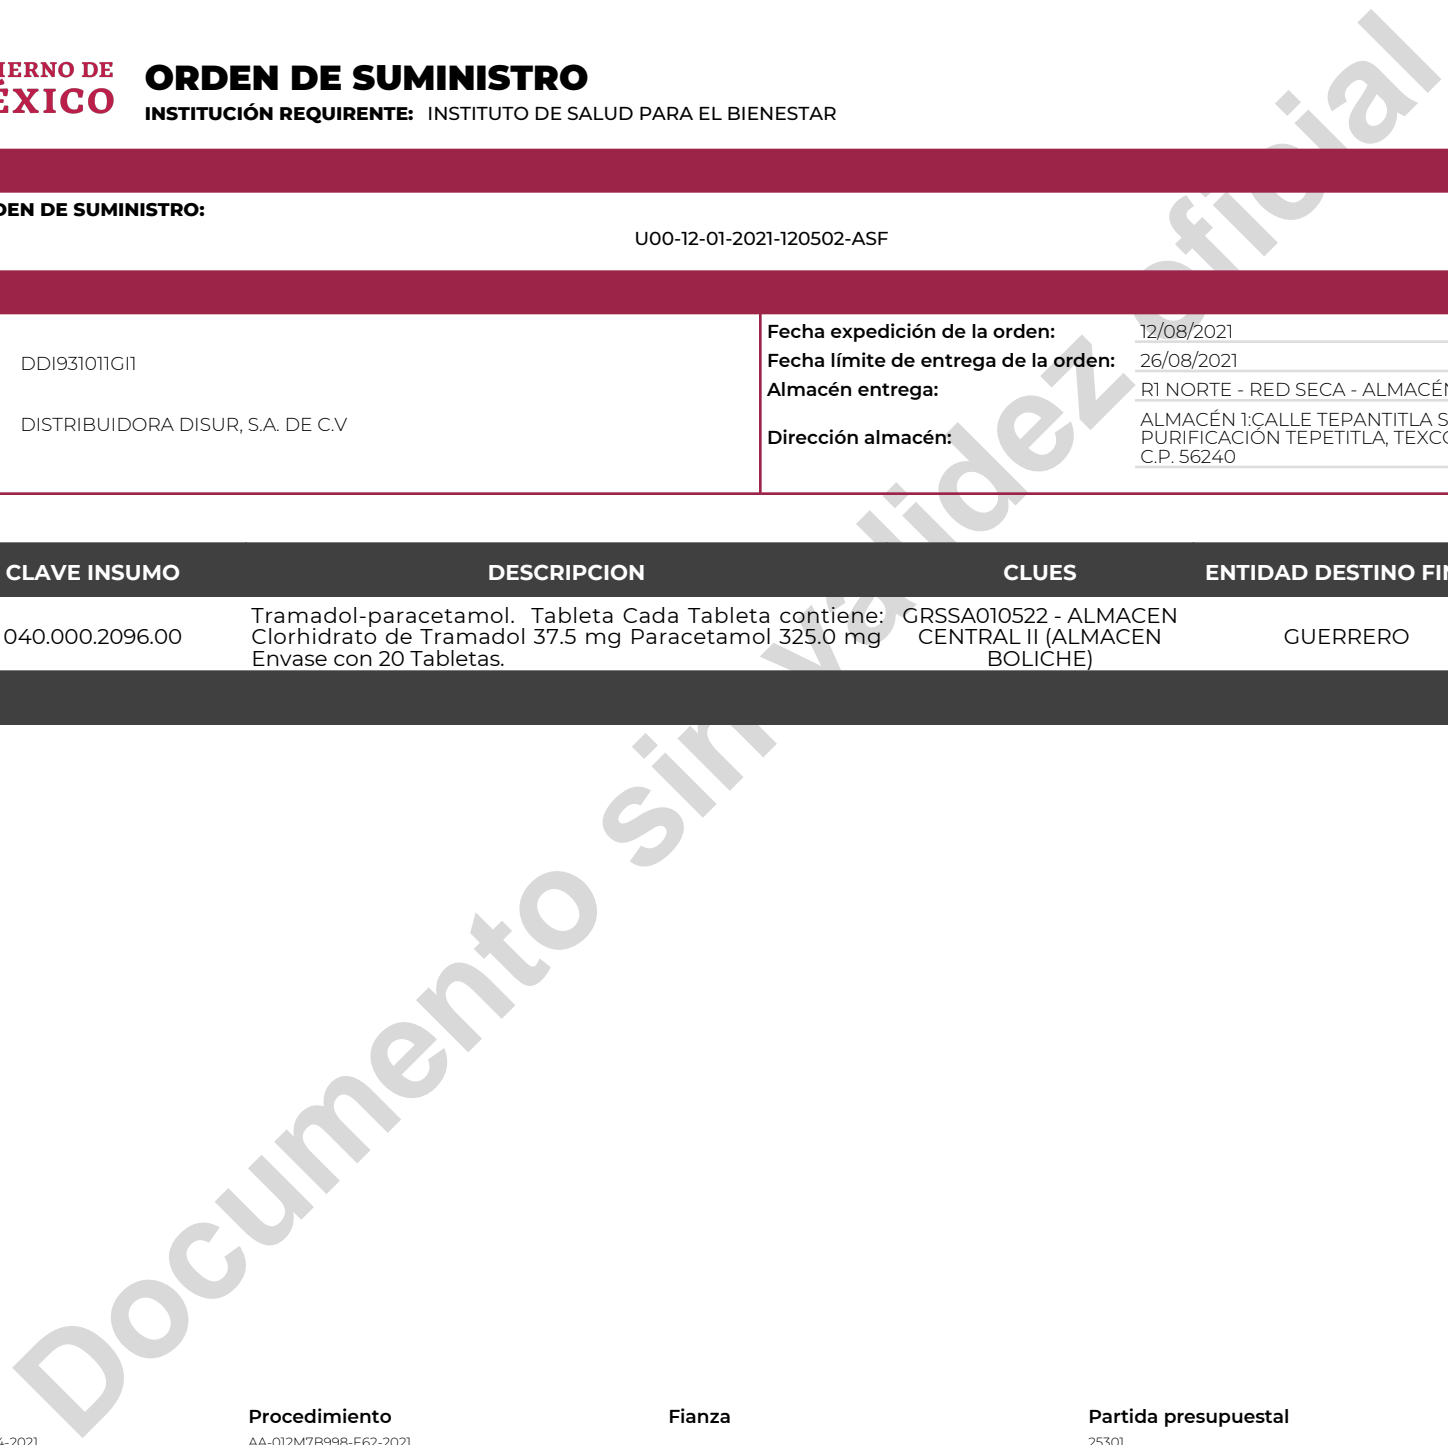 IERNO DE
ÉXICO
ORDEN DE SUMINISTRO
INSTITUCIÓN REQUIRENTE: INSTITUTO DE SALUD PARA EL BIENESTAR
DEN DE SUMINISTRO:
U00-12-01-2021-120502-ASF
DDI931011GI1
DISTRIBUIDORA DISUR, S.A. DE C.V
Fecha expedición de la orden: 12/08/2021
Fecha límite de entrega de la orden: 26/08/2021
Almacén entrega: R1 NORTE - RED SECA - ALMACÉN
Dirección almacén: ALMACÉN 1:CALLE TEPANTITLA S
PURIFICACIÓN TEPETITLA, TEXCO
C.P. 56240
CLAVE INSUMO DESCRIPCION CLUES ENTIDAD DESTINO FIN
040.000.2096.00
Tramadol-paracetamol. Tableta Cada Tableta contiene:
Clorhidrato de Tramadol 37.5 mg Paracetamol 325.0 mg
Envase con 20 Tabletas.
GRSSA010522 - ALMACEN
CENTRAL II (ALMACEN
BOLICHE)
GUERRERO
Documento sin validez oficial
Procedimiento Fianza Partida presupuestal
4-2021 AA-012M7B998-E62-2021 25301